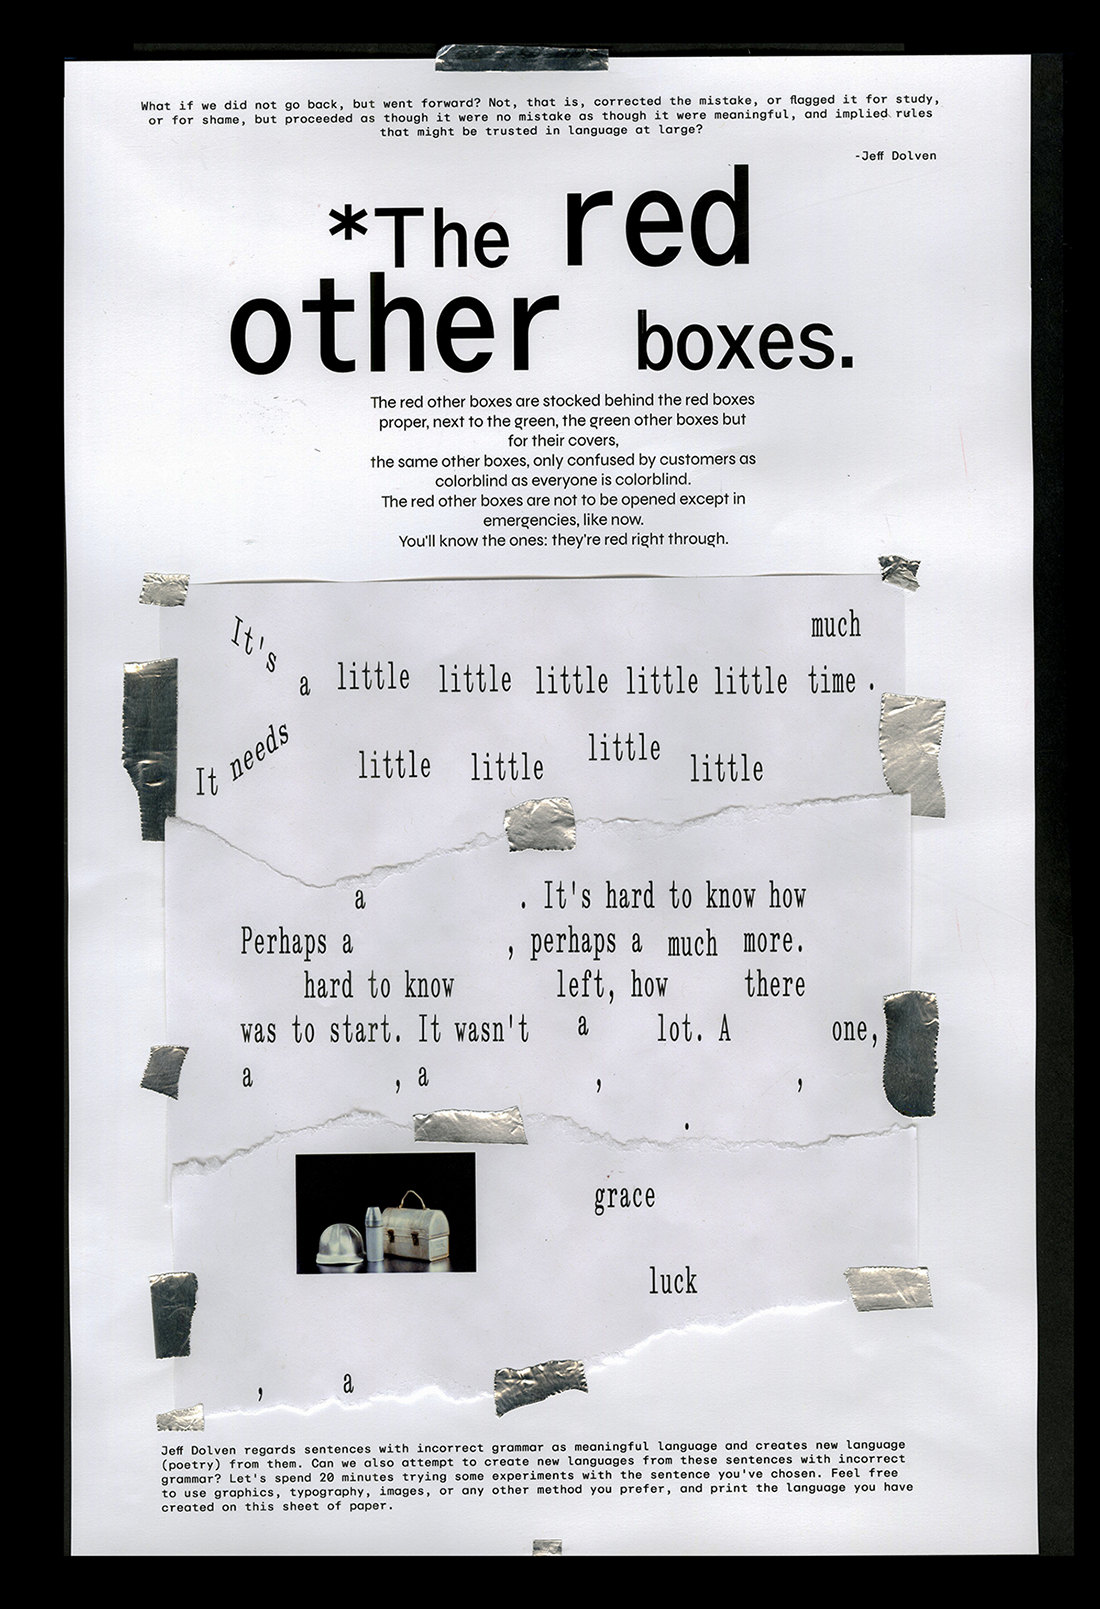 What if we did not go back, but went forward? Not, that is, corrected the mistake, or flagged it for study,
or for shame, but proceeded as though it were no mistake as though it were meaningful, and implied rules
that might be trusted in language at large?
-Jeff Dolven
*The red
other boxes.
The red other boxes are stocked behind the red boxes
proper, next to the green, the green other boxes but
for their covers,
the same other boxes, only confused by customers as
colorblind as everyone is colorblind.
The red other boxes are not to be opened except in
emergencies, like now.
You'll know the ones: they're red right through.
much
It's a little little little little little time .
It needs little little little little
a . It's hard to know how
Perhaps a , perhaps a much more.
hard to know left, how there
was to start. It wasn't a lot. A one,
a , a , ,
.
grace
luck
, a
Jeff Dolven regards sentences with incorrect grammar as meaningful language and creates new language
(poetry) from them. Can we also attempt to create new languages from these sentences with incorrect
grammar? Let's spend 20 minutes trying some experiments with the sentence you've chosen. Feel free
to use graphics, typography, images, or any other method you prefer, and print the language you have
created on this sheet of paper.